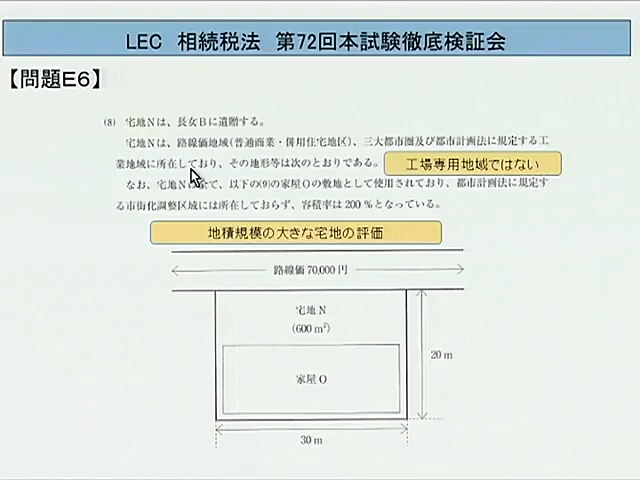 LEC 相続税法 第72回本試験徹底検証会
【問題E6】
(8) 宅地Nは、長女Bに遺贈する。
宅地Nは、路線価地域(普通商業・併用住宅地区)、三大都市圏及び都市計画法に規定する工
業地域に所在しており、その地形等は次のとおりである。
工場専用地域ではない
なお、宅地Nは全て、以下の(9)の家屋Oの敷地として使用されており、都市計画法に規定す
る市街化調整区域には所在しておらず、容積率は200%となっている。
地積規模の大きな宅地の評価
路線価 70,000 円
宅地N
(600 m²)
20 m
家屋O
30 m